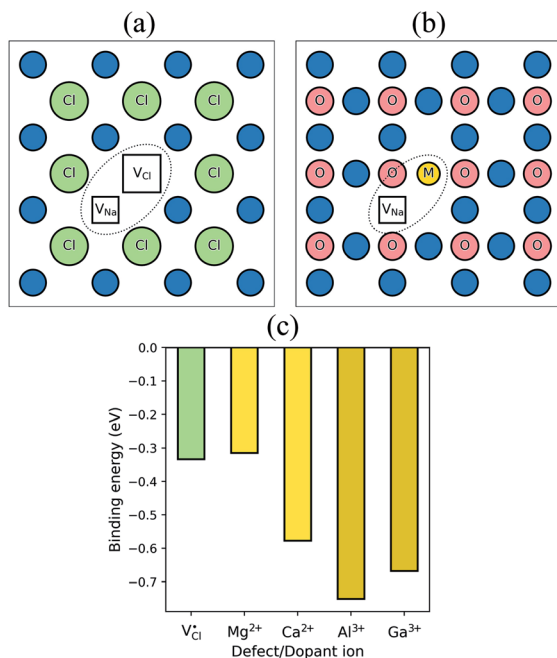 (a) (b)
O O O O
Cl Cl Cl
V_Cl
Cl Cl O O M O O
V_Na V_Na
Cl Cl Cl O O O O
(c)
0.0
−0.1
−0.2
−0.3
−0.4
−0.5
−0.6
−0.7
Binding energy (eV)
V_Cl^• Mg²⁺ Ca²⁺ Al³⁺ Ga³⁺
Defect/Dopant ion